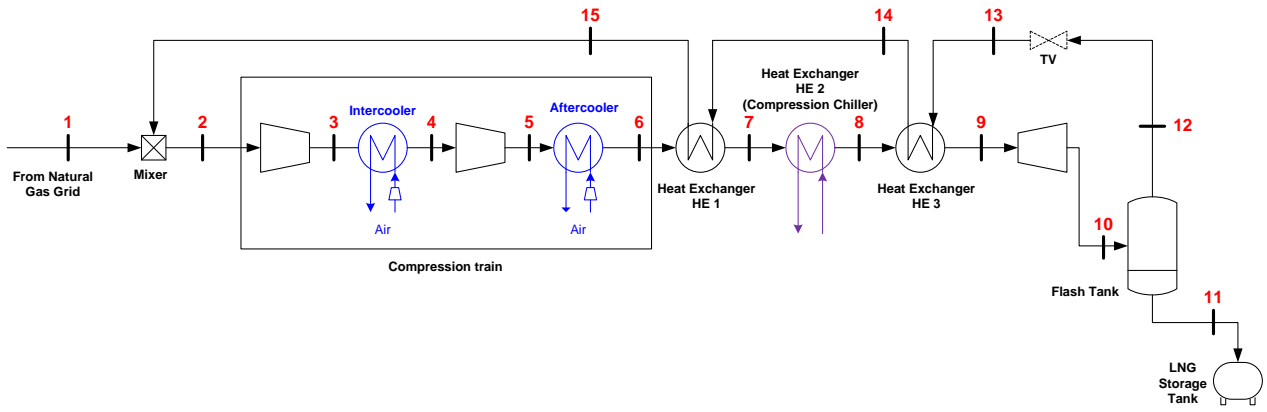 15
14
13
Heat Exchanger
HE 2
(Compression Chiller)
TV
Intercooler
Aftercooler
1
2
3
4
5
6
7
8
9
12
From Natural
Gas Grid
Mixer
Heat Exchanger
HE 1
Heat Exchanger
HE 3
Air
Air
10
Compression train
Flash Tank
11
LNG
Storage
Tank